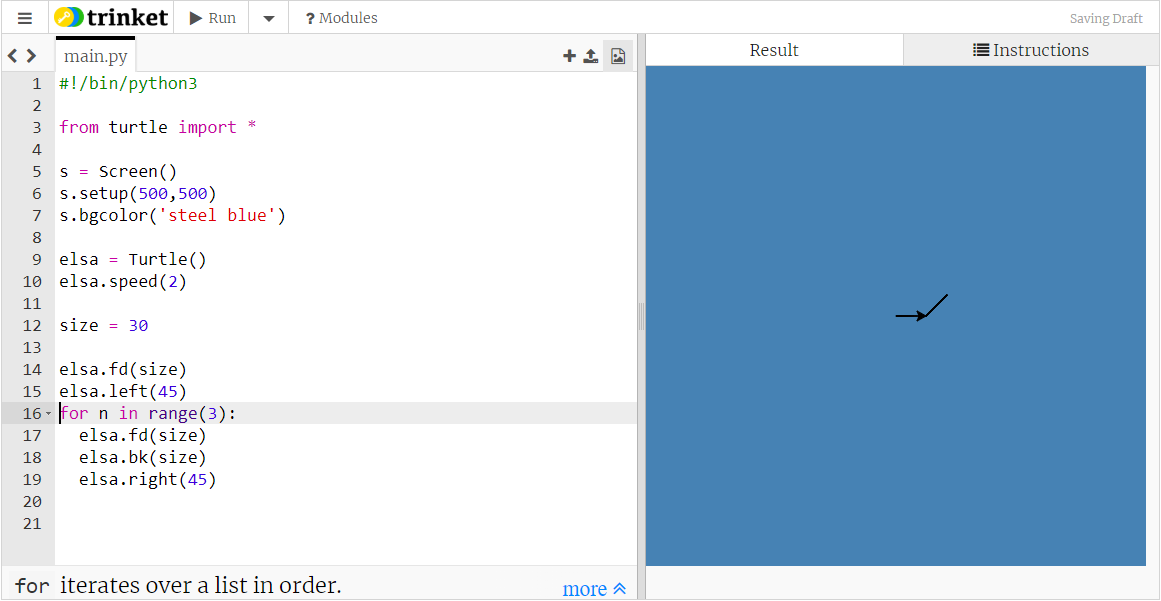 trinket Run ? Modules Saving Draft
main.py
Result Instructions
1 #!/bin/python3
2
3 from turtle import *
4
5 s = Screen()
6 s.setup(500,500)
7 s.bgcolor('steel blue')
8
9 elsa = Turtle()
10 elsa.speed(2)
11
12 size = 30
13
14 elsa.fd(size)
15 elsa.left(45)
16 for n in range(3):
17   elsa.fd(size)
18   elsa.bk(size)
19   elsa.right(45)
20
21
for iterates over a list in order. more